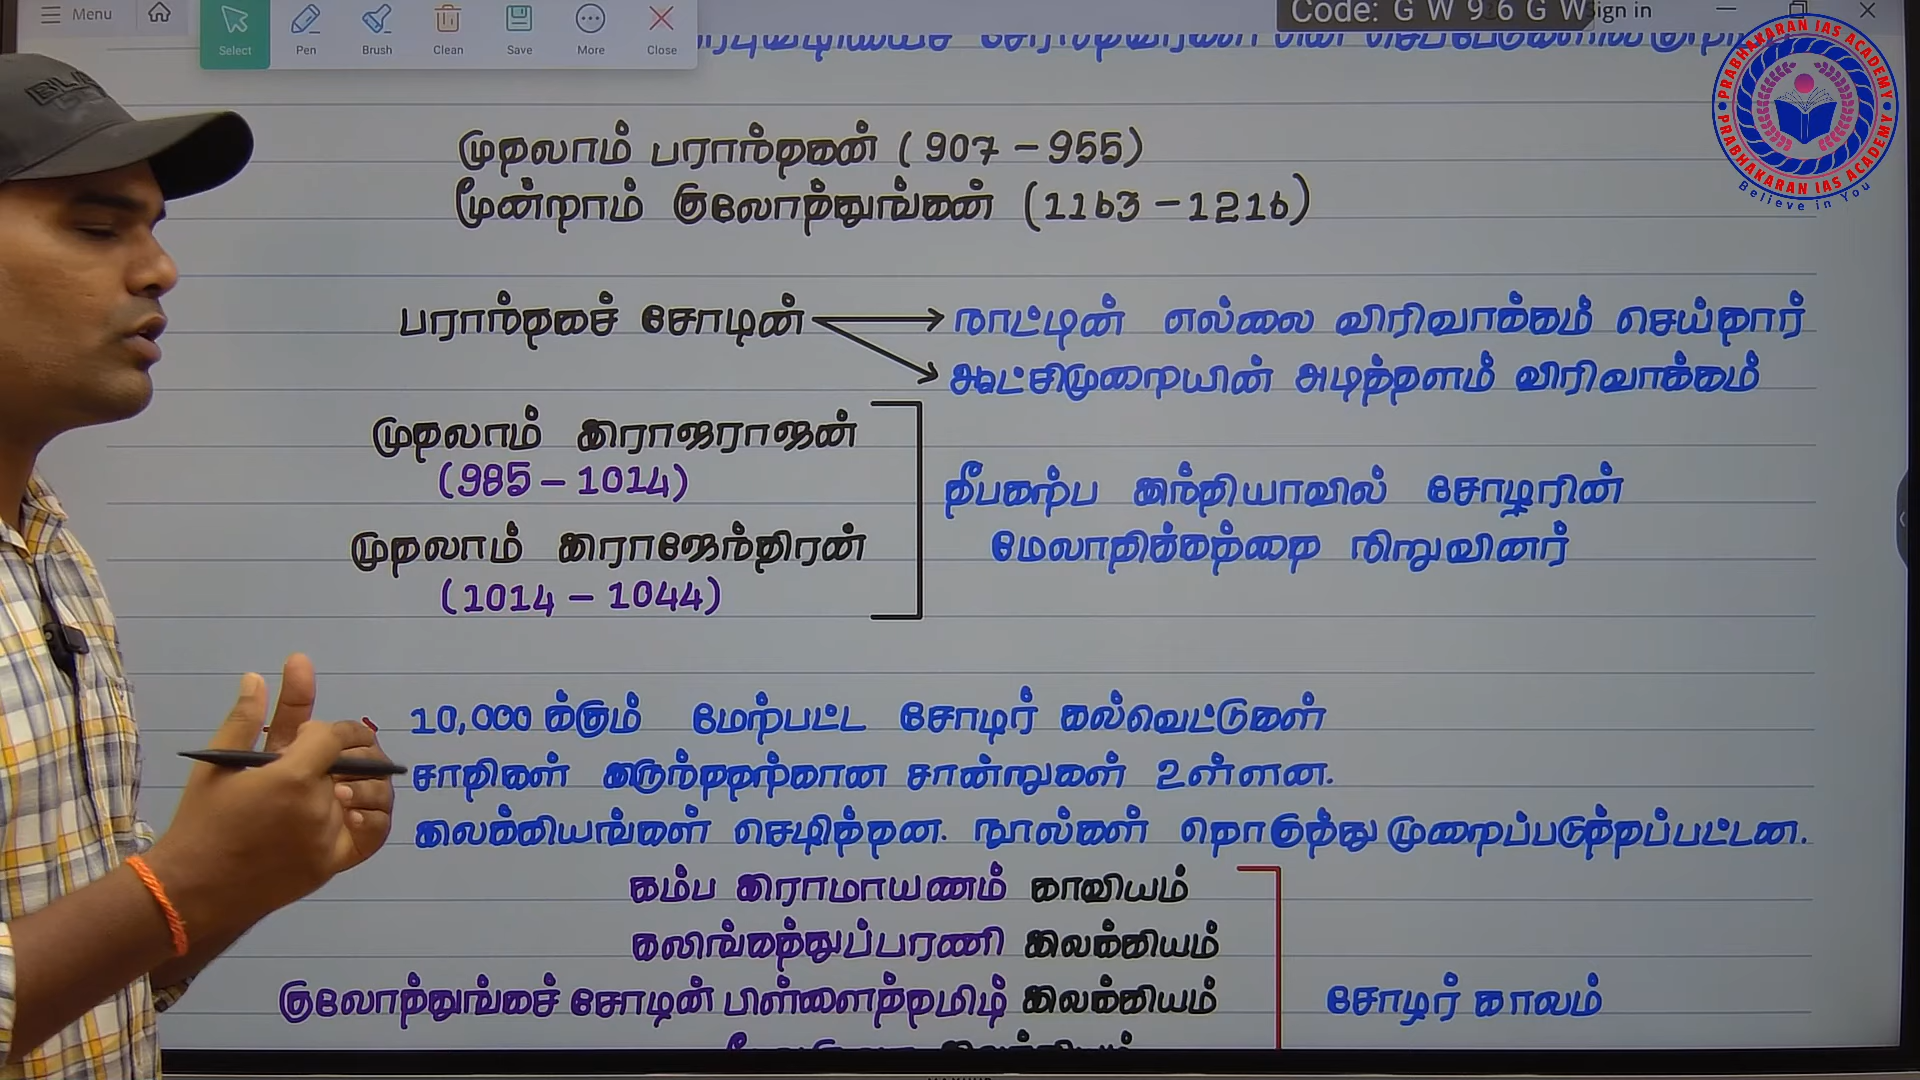 Menu
Select Pen Brush Clean Save More Close
Code: G W 9 6 G W Sign in
PRABHAKARAN IAS ACADEMY
PRABHAKARAN IAS ACADEMY
Believe in You
முதலாம் பராந்தகன் (907 – 955)
மூன்றாம் குலோத்துங்கன் (1163 – 1216)
பராந்தகச் சோழன் → நாட்டின் எல்லை விரிவாக்கம் செய்தார்
ஆட்சிமுறையின் அடித்தளம் விரிவாக்கம்
முதலாம் இராஜராஜன்
(985 – 1014)
தீபகற்ப இந்தியாவில் சோழரின்
முதலாம் இராஜேந்திரன்
மேலாதிக்கத்தை நிறுவினர்
(1014 – 1044)
10,000 க்கும் மேற்பட்ட சோழர் கல்வெட்டுகள்
சாதிகள் இருந்ததற்கான சான்றுகள் உள்ளன.
இலக்கியங்கள் செழித்தன. நூல்கள் தொகுத்து முறைப்படுத்தப்பட்டன.
கம்ப இராமாயணம் காவியம்
கலிங்கத்துப்பரணி இலக்கியம்
குலோத்துங்கச் சோழன் பிள்ளைத்தமிழ் இலக்கியம்
சோழர் காலம்